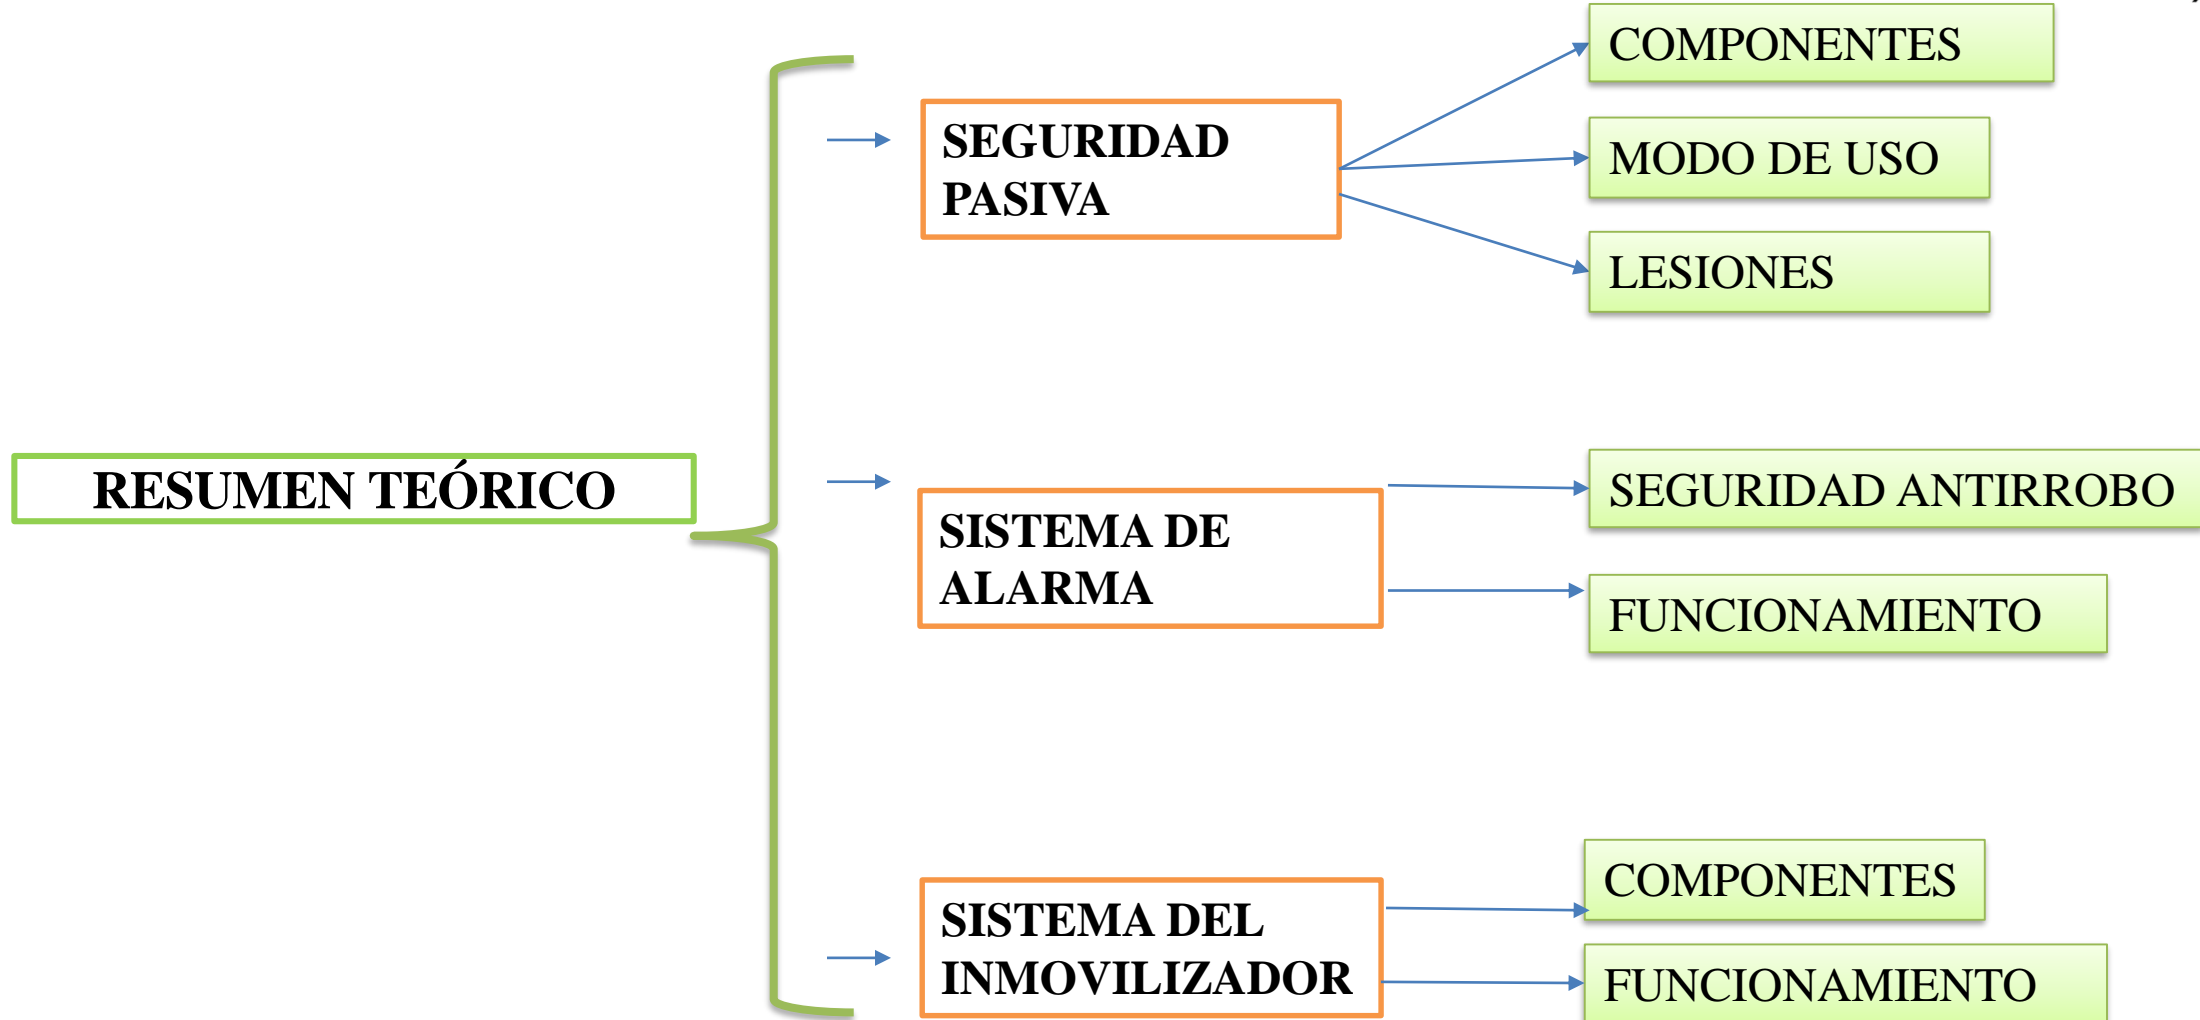 RESUMEN TEÓRICO
SEGURIDAD
PASIVA
COMPONENTES
MODO DE USO
LESIONES
SISTEMA DE
ALARMA
SEGURIDAD ANTIRROBO
FUNCIONAMIENTO
SISTEMA DEL
INMOVILIZADOR
COMPONENTES
FUNCIONAMIENTO